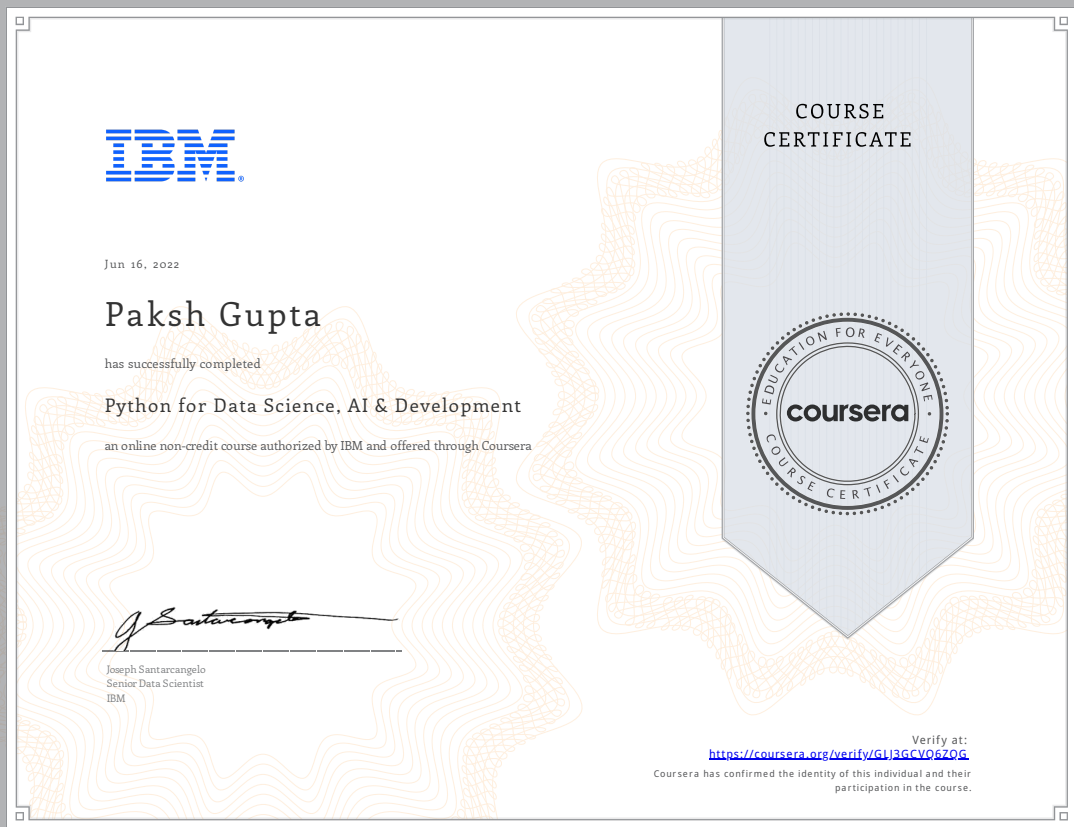 COURSE
CERTIFICATE
IBM®
Jun 16, 2022
Paksh Gupta
has successfully completed
Python for Data Science, AI & Development
an online non-credit course authorized by IBM and offered through Coursera
EDUCATION FOR EVERYONE
coursera
COURSE CERTIFICATE
J Santarcangelo
Joseph Santarcangelo
Senior Data Scientist
IBM
Verify at:
https://coursera.org/verify/GLJ3GCVQ6ZQG
Coursera has confirmed the identity of this individual and their
participation in the course.